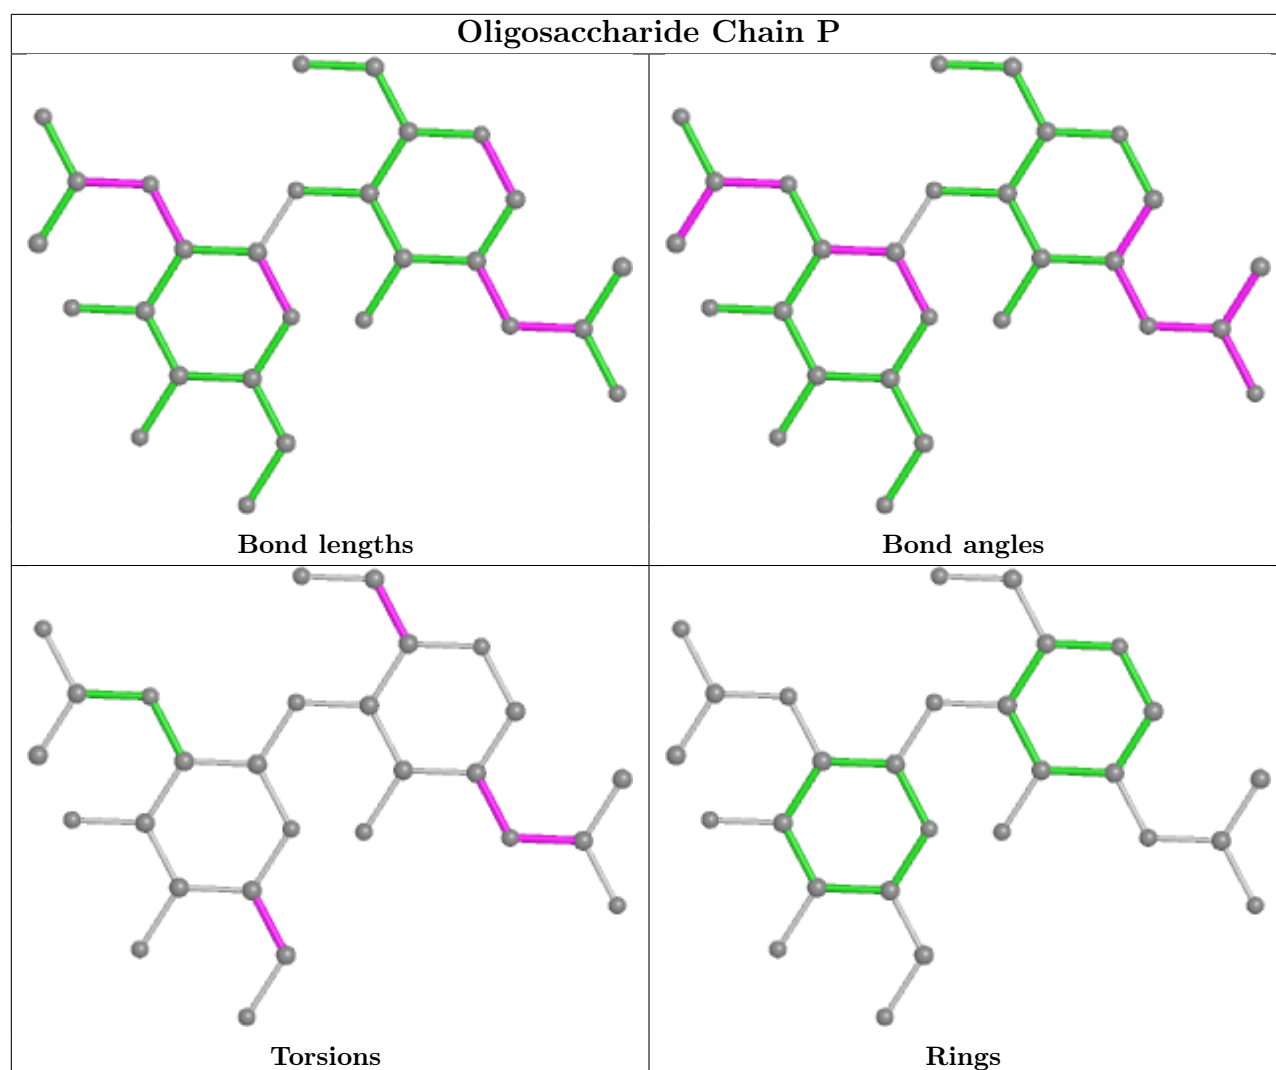 Oligosaccharide Chain P
Bond lengths
Bond angles
Torsions
Rings